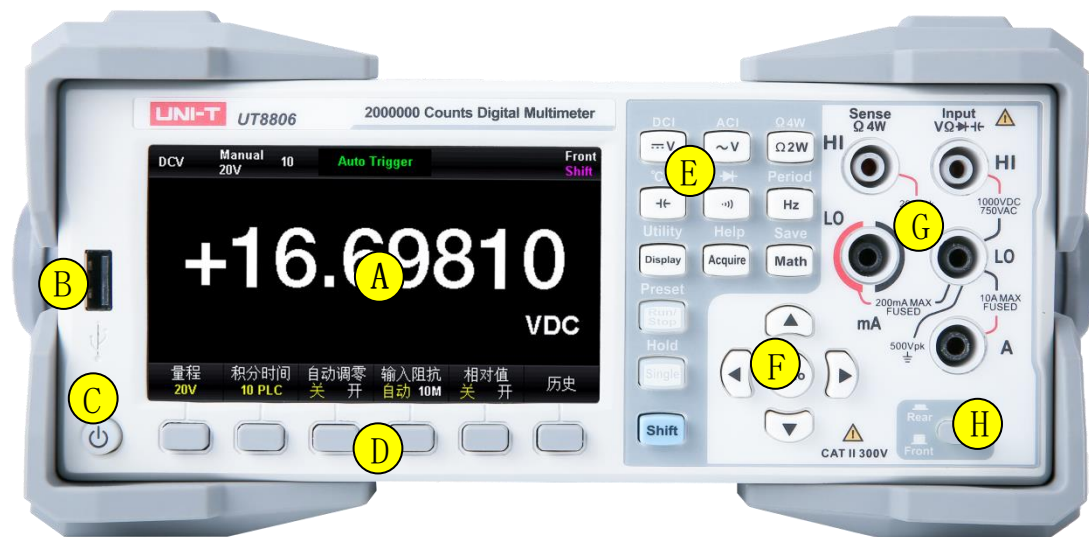 UNI-T UT8806 2000000 Counts Digital Multimeter
DCV Manual 10 Auto Trigger Front
20V Shift
+16.69810
VDC
量程 积分时间 自动调零 输入阻抗 相对值 历史
20V 10 PLC 关 开 自动 10M 关 开
A
B
C
D
DCI ACI Ω4W
V ~V Ω2W
E
℃ Period
Hz
Utility Help Save
Display Acquire Math
Preset
Run/
Stop
Hold
Single
Shift
F
Sense Input
Ω 4W VΩ
HI HI
1000VDC
750VAC
G
LO LO
200mA MAX
FUSED
10A MAX
FUSED
mA
500Vpk
A
CAT II 300V
Rear
Front
H